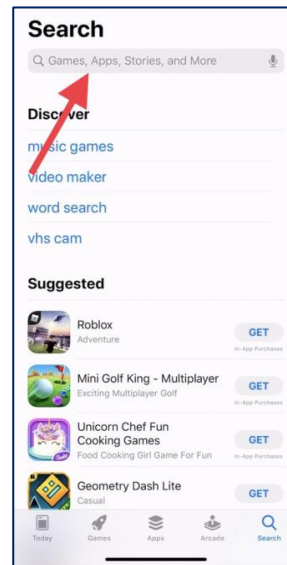 Search
Games, Apps, Stories, and More
Discover
music games
video maker
word search
vhs cam
Suggested
Roblox
Adventure
GET
In-App Purchases
Mini Golf King - Multiplayer
Exciting Multiplayer Golf
GET
In-App Purchases
Unicorn Chef Fun
Cooking Games
Food Cooking Girl Game For Fun
GET
In-App Purchases
Geometry Dash Lite
Casual
GET
Today Games Apps Arcade Search